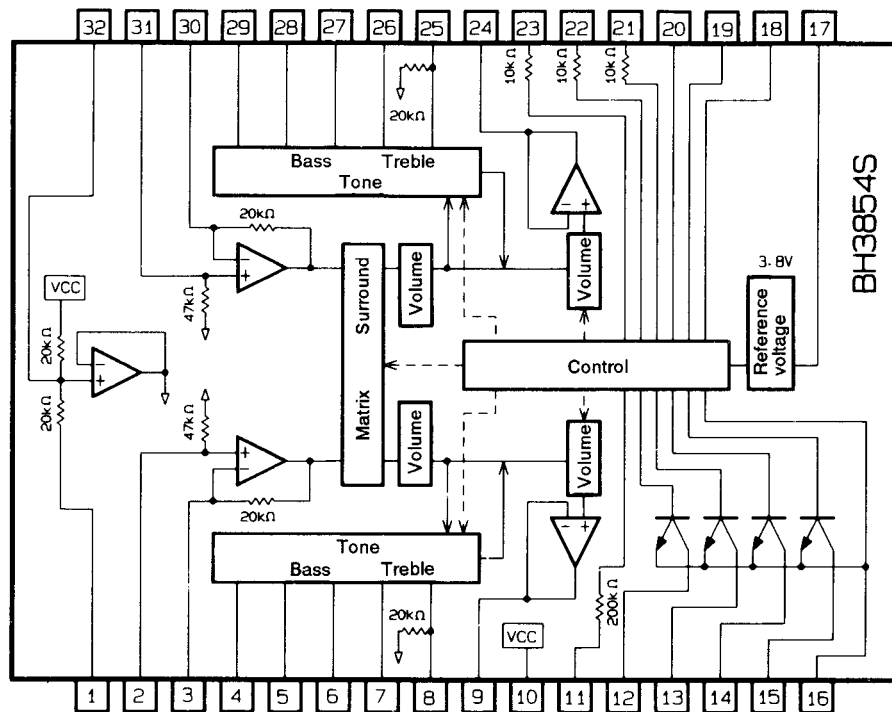 32 31 30 29 28 27 26 25 24 23 22 21 20 19 18 17
10kΩ 10kΩ 10kΩ
20kΩ
Bass Treble
Tone
BH3854S
20kΩ
3.8V
VCC
47kΩ
Surround
Matrix
Volume
Volume
Reference
voltage
20kΩ
20kΩ
Control
47kΩ
Volume
Volume
20kΩ
Tone
Bass Treble
20kΩ
VCC
200kΩ
1 2 3 4 5 6 7 8 9 10 11 12 13 14 15 16